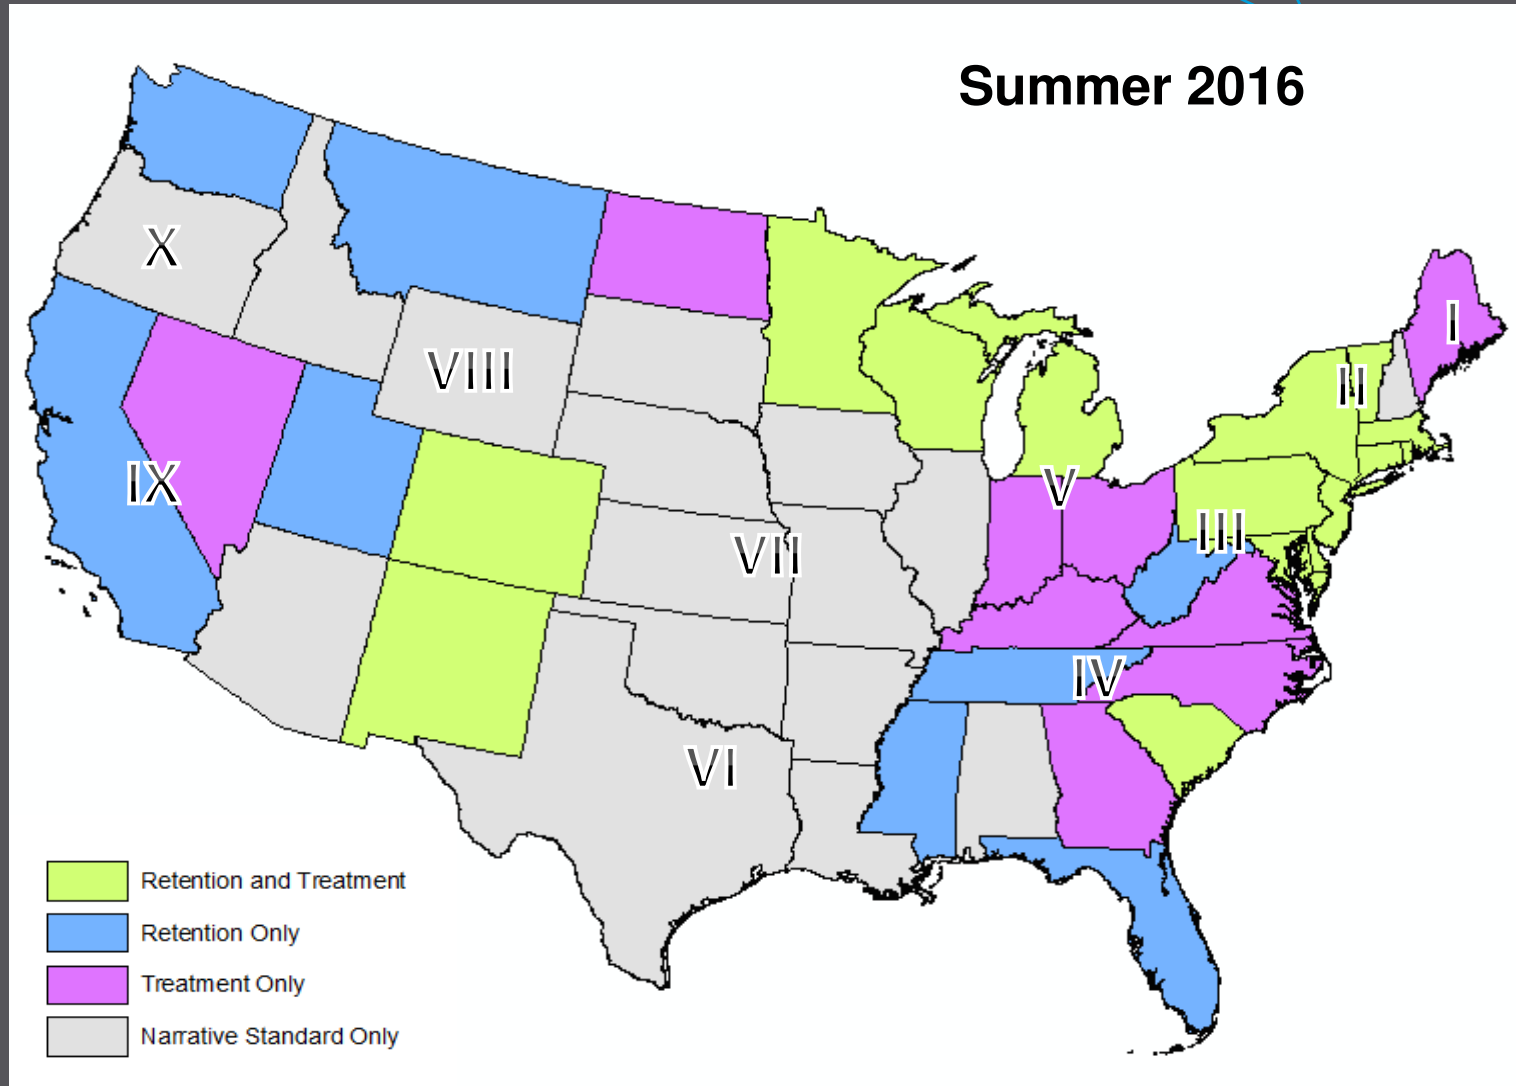 Summer 2016
X
I
VIII
II
IX
V
III
VII
IV
VI
Retention and Treatment
Retention Only
Treatment Only
Narrative Standard Only